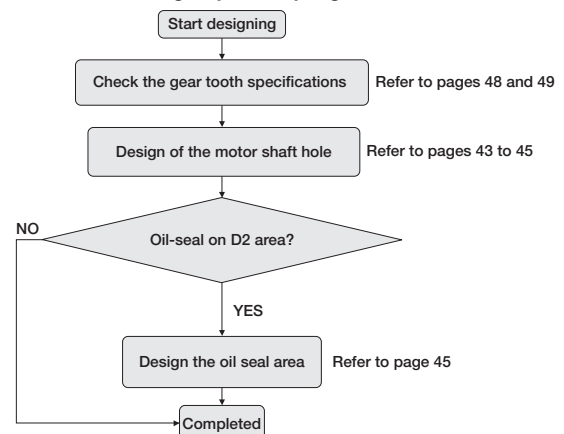 Start designing
Check the gear tooth specifications Refer to pages 48 and 49
Design of the motor shaft hole Refer to pages 43 to 45
NO
Oil-seal on D2 area?
YES
Design the oil seal area Refer to page 45
Completed